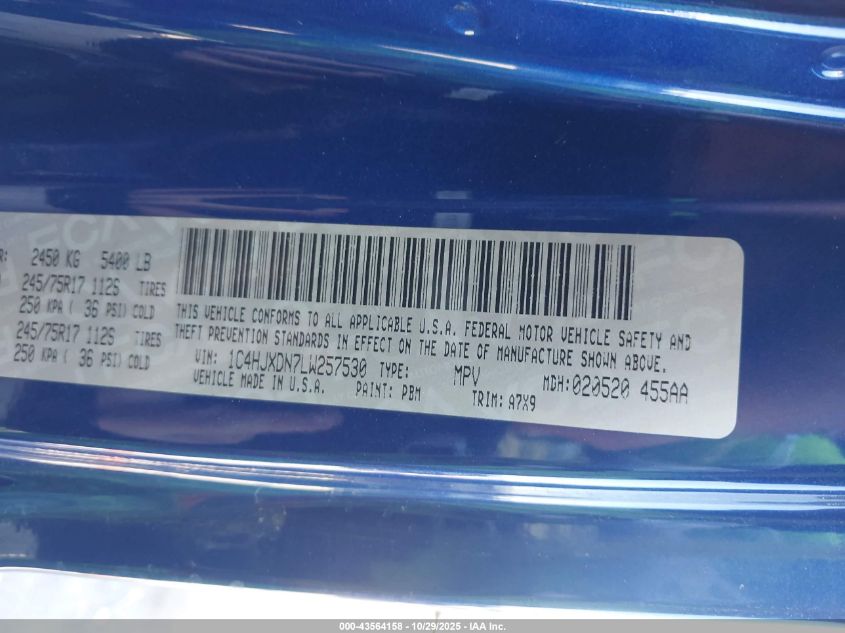 R: 2450 KG 5400 LB
245/75R17 112S TIRES
250 KPA ( 36 PSI) COLD
245/75R17 112S TIRES
250 KPA ( 36 PSI) COLD
THIS VEHICLE CONFORMS TO ALL APPLICABLE U.S.A. FEDERAL MOTOR VEHICLE SAFETY AND
THEFT PREVENTION STANDARDS IN EFFECT ON THE DATE OF MANUFACTURE SHOWN ABOVE.
VIN: 1C4HJXDN7LW257530 TYPE: MPV MDH:020520 455AA
VEHICLE MADE IN U.S.A. PAINT: PBM TRIM: A7X9
000-43564158 - 10/29/2025 - IAA Inc.